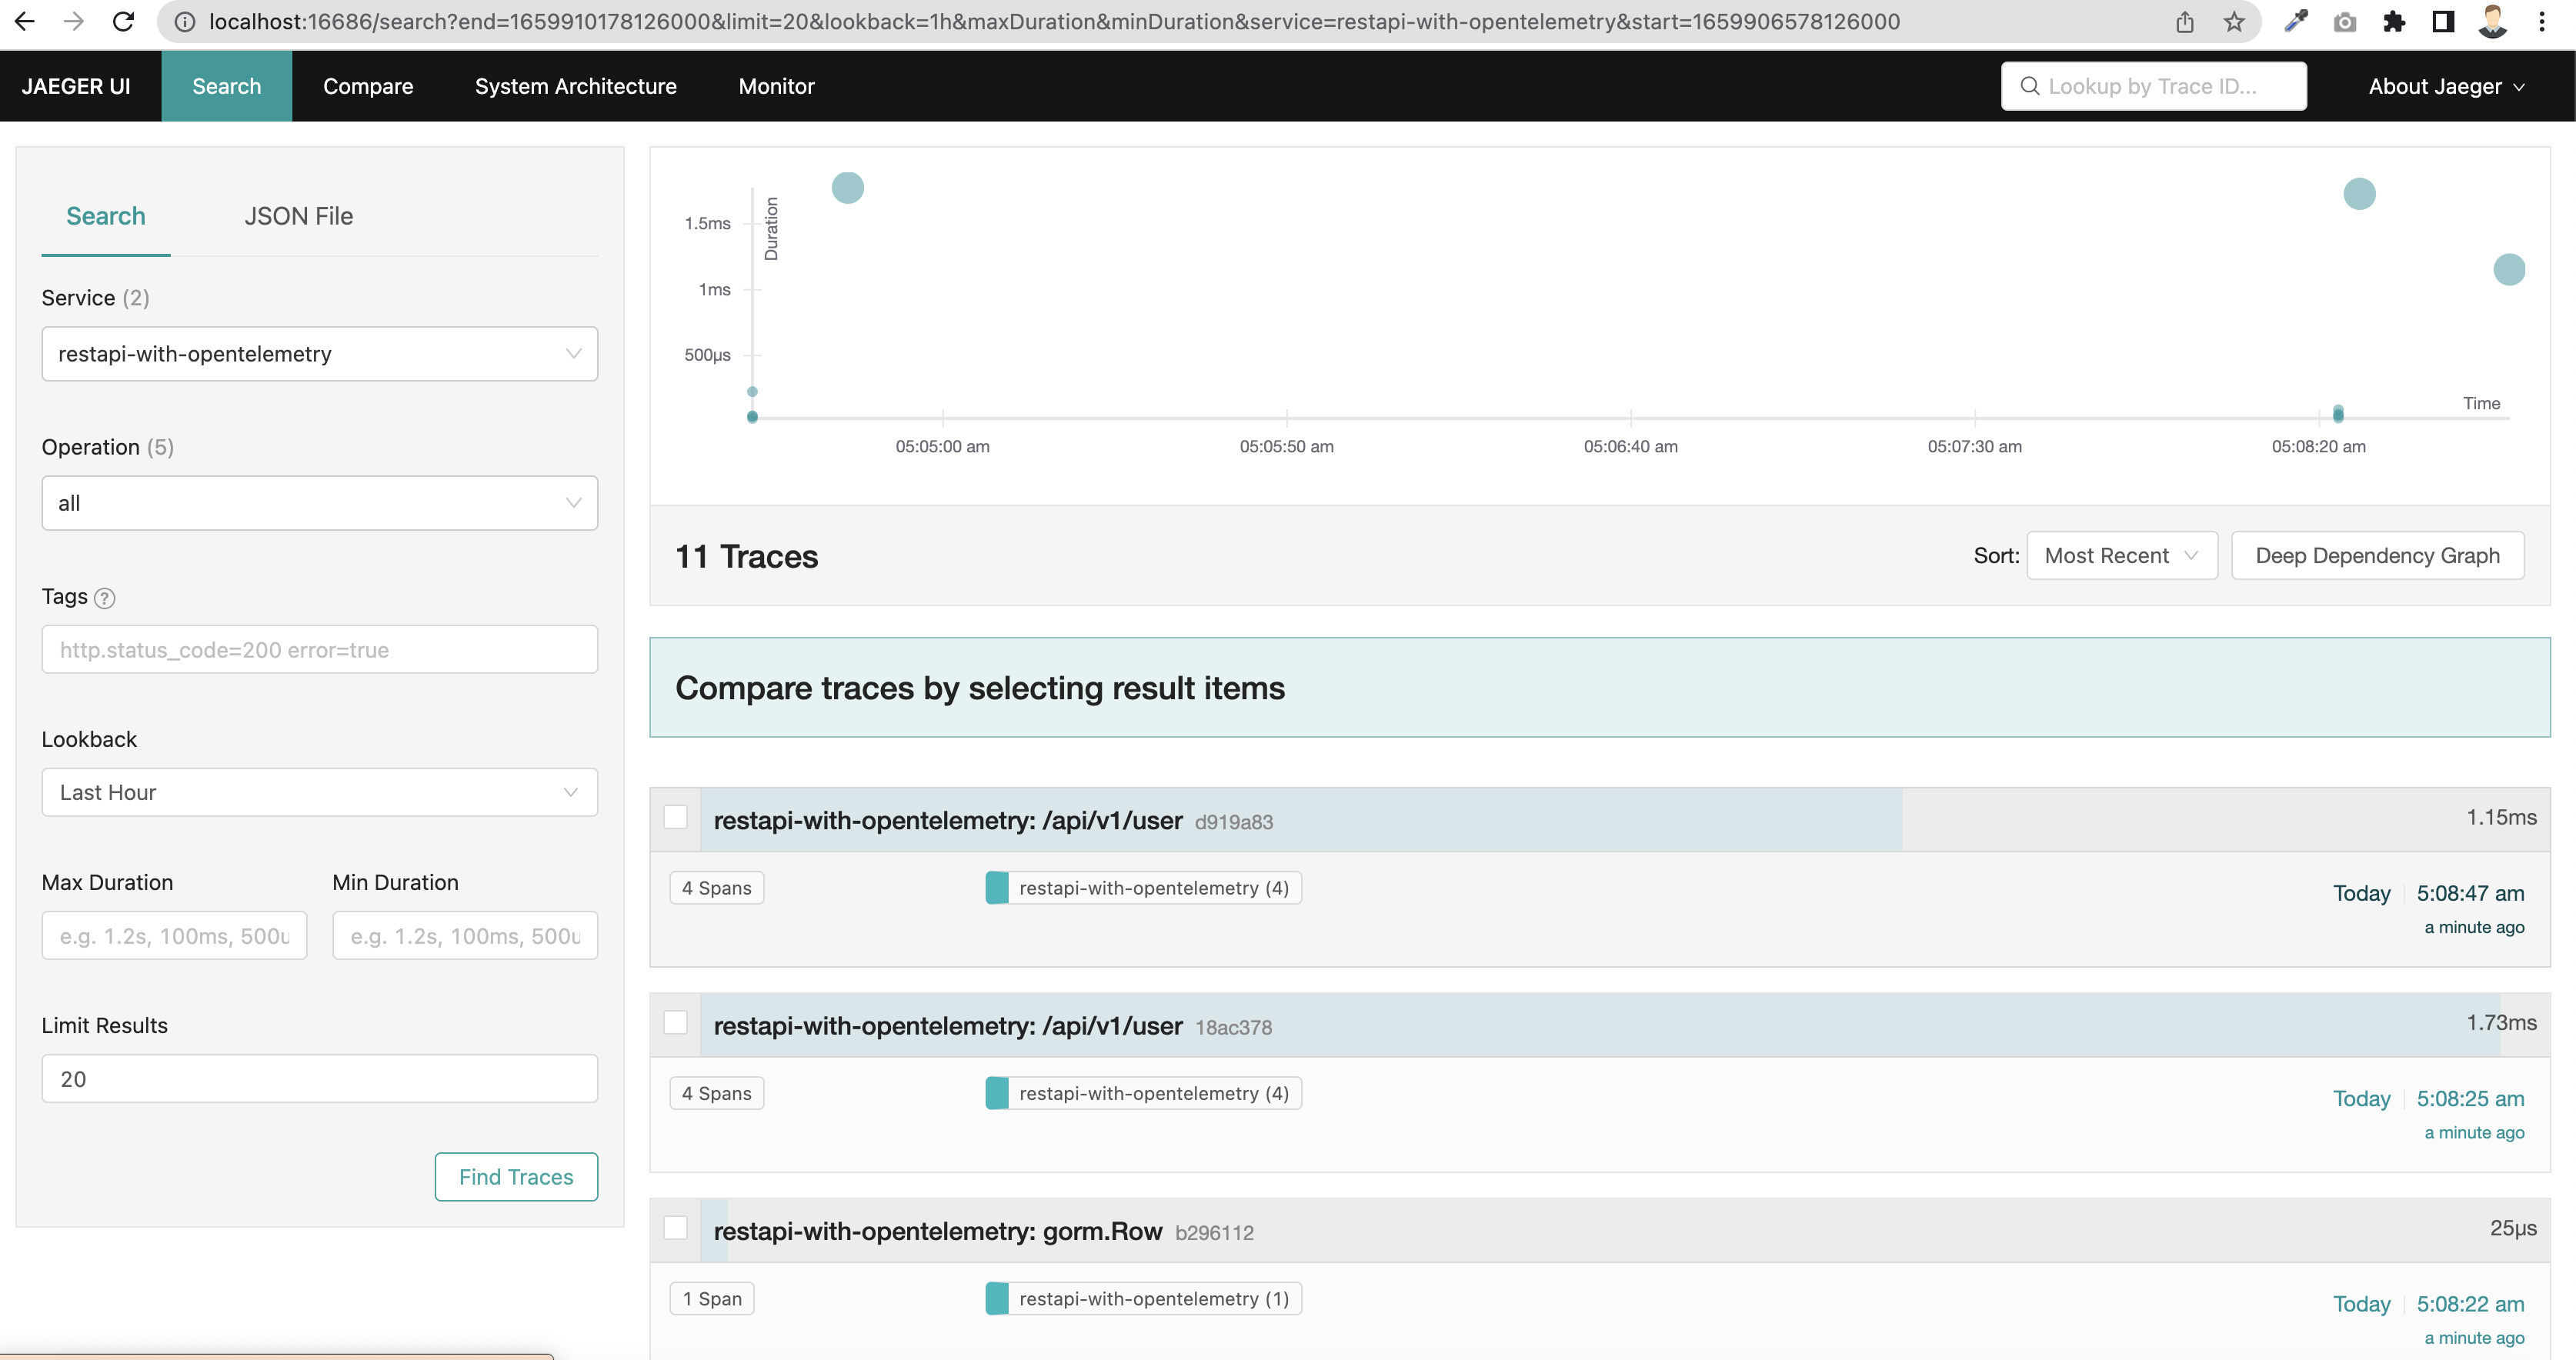 localhost:16686/search?end=1659910178126000&limit=20&lookback=1h&maxDuration&minDuration&service=restapi-with-opentelemetry&start=1659906578126000
JAEGER UI Search Compare System Architecture Monitor Lookup by Trace ID... About Jaeger
Search JSON File
Service (2)
restapi-with-opentelemetry
Operation (5)
all
Tags ?
http.status_code=200 error=true
Lookback
Last Hour
Max Duration Min Duration
e.g. 1.2s, 100ms, 500u e.g. 1.2s, 100ms, 500u
Limit Results
20
Find Traces
Duration
1.5ms
1ms
500µs
Time
05:05:00 am 05:05:50 am 05:06:40 am 05:07:30 am 05:08:20 am
11 Traces Sort: Most Recent Deep Dependency Graph
Compare traces by selecting result items
restapi-with-opentelemetry: /api/v1/user d919a83 1.15ms
4 Spans restapi-with-opentelemetry (4) Today 5:08:47 am
a minute ago
restapi-with-opentelemetry: /api/v1/user 18ac378 1.73ms
4 Spans restapi-with-opentelemetry (4) Today 5:08:25 am
a minute ago
restapi-with-opentelemetry: gorm.Row b296112 25µs
1 Span restapi-with-opentelemetry (1) Today 5:08:22 am
a minute ago